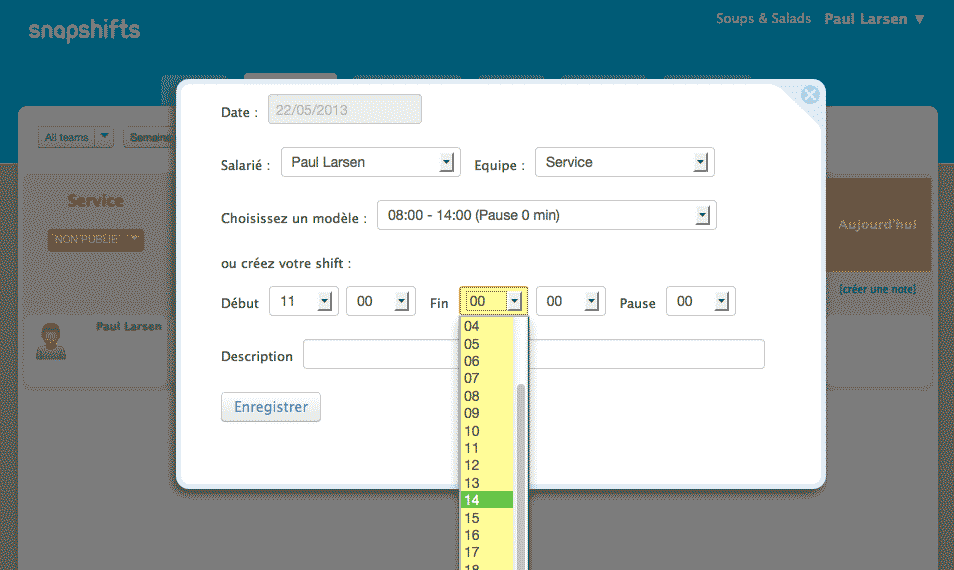 snapshifts
Soups & Salads Paul Larsen ▼
All teams Semaine
Service
NON PUBLIÉ
Paul Larsen
Date : 22/05/2013
Salarié : Paul Larsen Equipe : Service
Choisissez un modèle : 08:00 - 14:00 (Pause 0 min)
ou créez votre shift :
Début 11 00 Fin 00 00 Pause 00
04
05
06
07
08
09
10
11
12
13
14
15
16
17
18
Description
Enregistrer
Aujourd'hui
[créer une note]